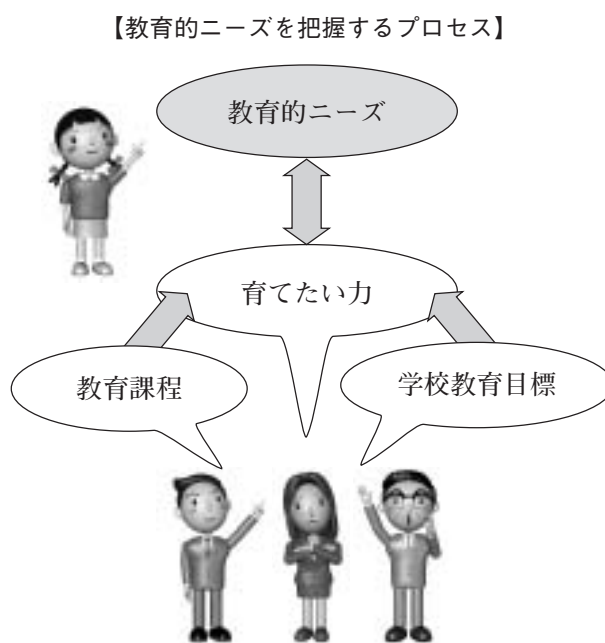 【教育的ニーズを把握するプロセス】
教育的ニーズ
育てたい力
教育課程
学校教育目標